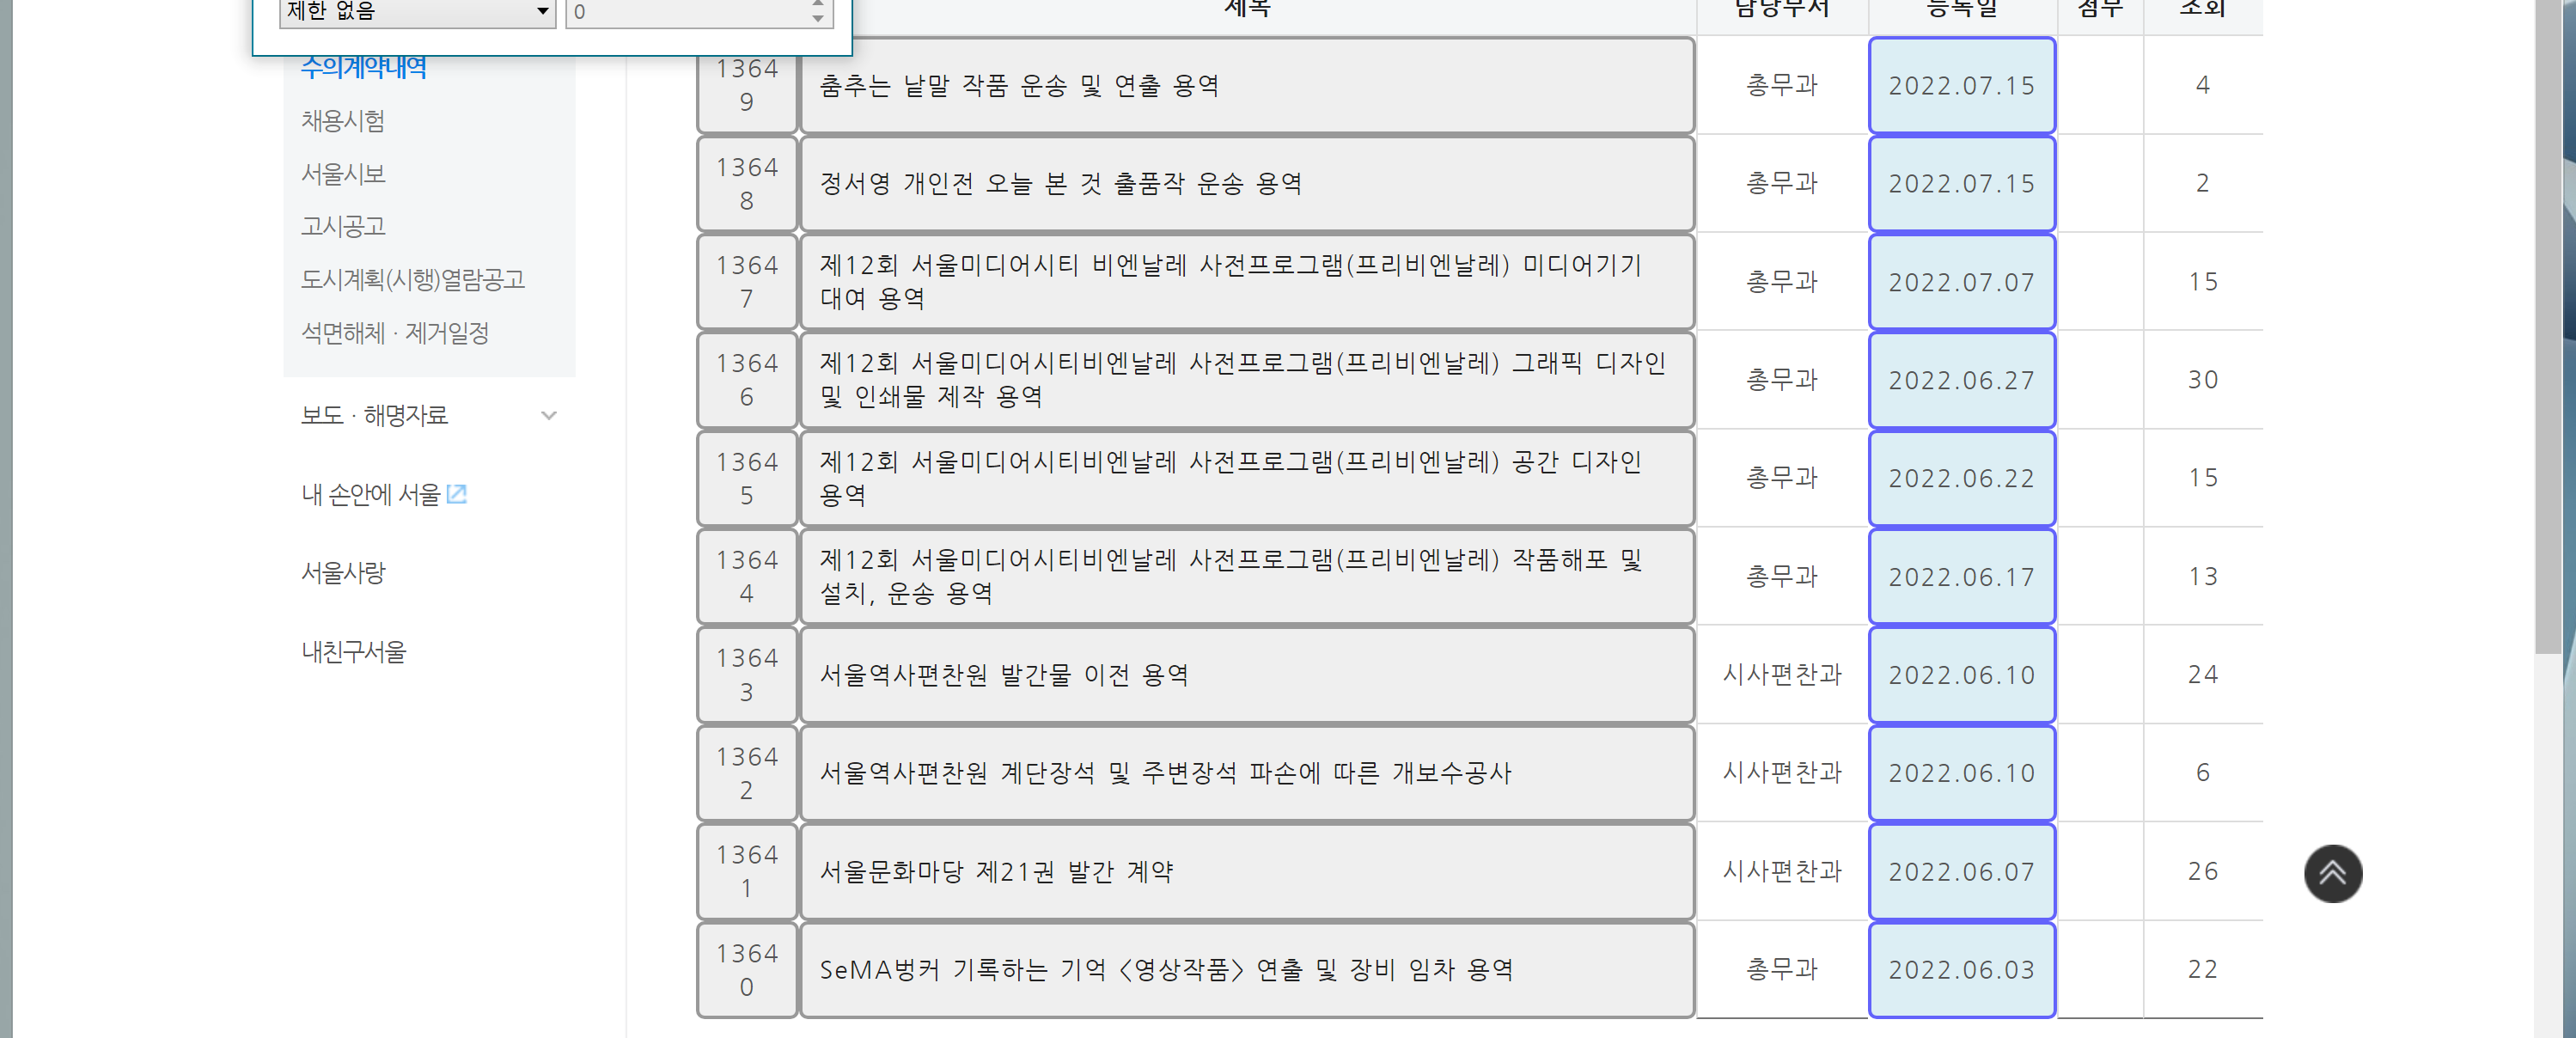 제한 없음
0
수의계약내역
채용시험
서울시보
고시공고
도시계획(시행)열람공고
석면해체 · 제거일정
보도 · 해명자료
내 손안에 서울
서울사랑
내친구서울
제목 담당부서 등록일 첨부 조회
1364
9
춤추는 낱말 작품 운송 및 연출 용역 총무과 2022.07.15 4
1364
8
정서영 개인전 오늘 본 것 출품작 운송 용역 총무과 2022.07.15 2
1364
7
제12회 서울미디어시티 비엔날레 사전프로그램(프리비엔날레) 미디어기기
대여 용역
총무과 2022.07.07 15
1364
6
제12회 서울미디어시티비엔날레 사전프로그램(프리비엔날레) 그래픽 디자인
및 인쇄물 제작 용역
총무과 2022.06.27 30
1364
5
제12회 서울미디어시티비엔날레 사전프로그램(프리비엔날레) 공간 디자인
용역
총무과 2022.06.22 15
1364
4
제12회 서울미디어시티비엔날레 사전프로그램(프리비엔날레) 작품해포 및
설치, 운송 용역
총무과 2022.06.17 13
1364
3
서울역사편찬원 발간물 이전 용역 시사편찬과 2022.06.10 24
1364
2
서울역사편찬원 계단장석 및 주변장석 파손에 따른 개보수공사 시사편찬과 2022.06.10 6
1364
1
서울문화마당 제21권 발간 계약 시사편찬과 2022.06.07 26
1364
0
SeMA벙커 기록하는 기억 <영상작품> 연출 및 장비 임차 용역 총무과 2022.06.03 22